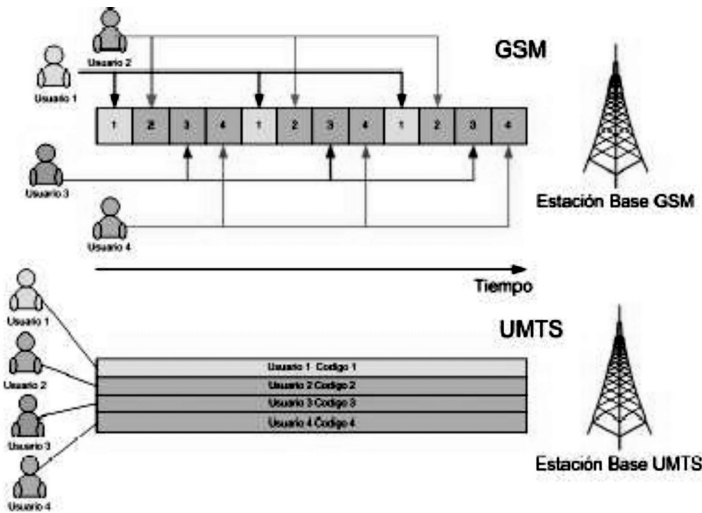 Usuario 2
GSM
Usuario 1
1 2 3 4 1 2 3 4 1 2 3 4
Usuario 3
Estación Base GSM
Usuario 4
Tiempo
Usuario 1
UMTS
Usuario 1 Codigo 1
Usuario 2
Usuario 2 Codigo 2
Usuario 3 Codigo 3
Usuario 4 Codigo 4
Usuario 3
Estación Base UMTS
Usuario 4